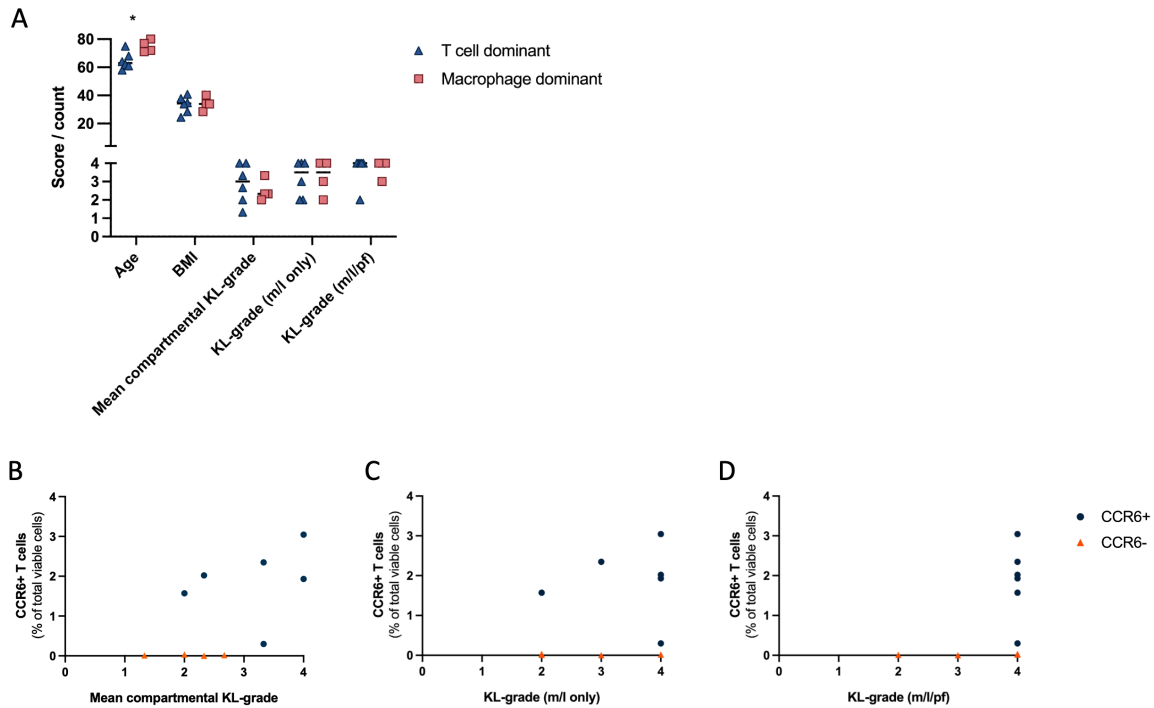 A
*
Score / count
80
60
40
20
4
3
2
1
0
Age
BMI
Mean compartmental KL-grade
KL-grade (m/l only)
KL-grade (m/l/pf)
T cell dominant
Macrophage dominant
B
CCR6+ T cells
(% of total viable cells)
4
3
2
1
0
0 1 2 3 4
Mean compartmental KL-grade
C
CCR6+ T cells
(% of total viable cells)
4
3
2
1
0
0 1 2 3 4
KL-grade (m/l only)
D
CCR6+ T cells
(% of total viable cells)
4
3
2
1
0
0 1 2 3 4
KL-grade (m/l/pf)
CCR6+
CCR6-